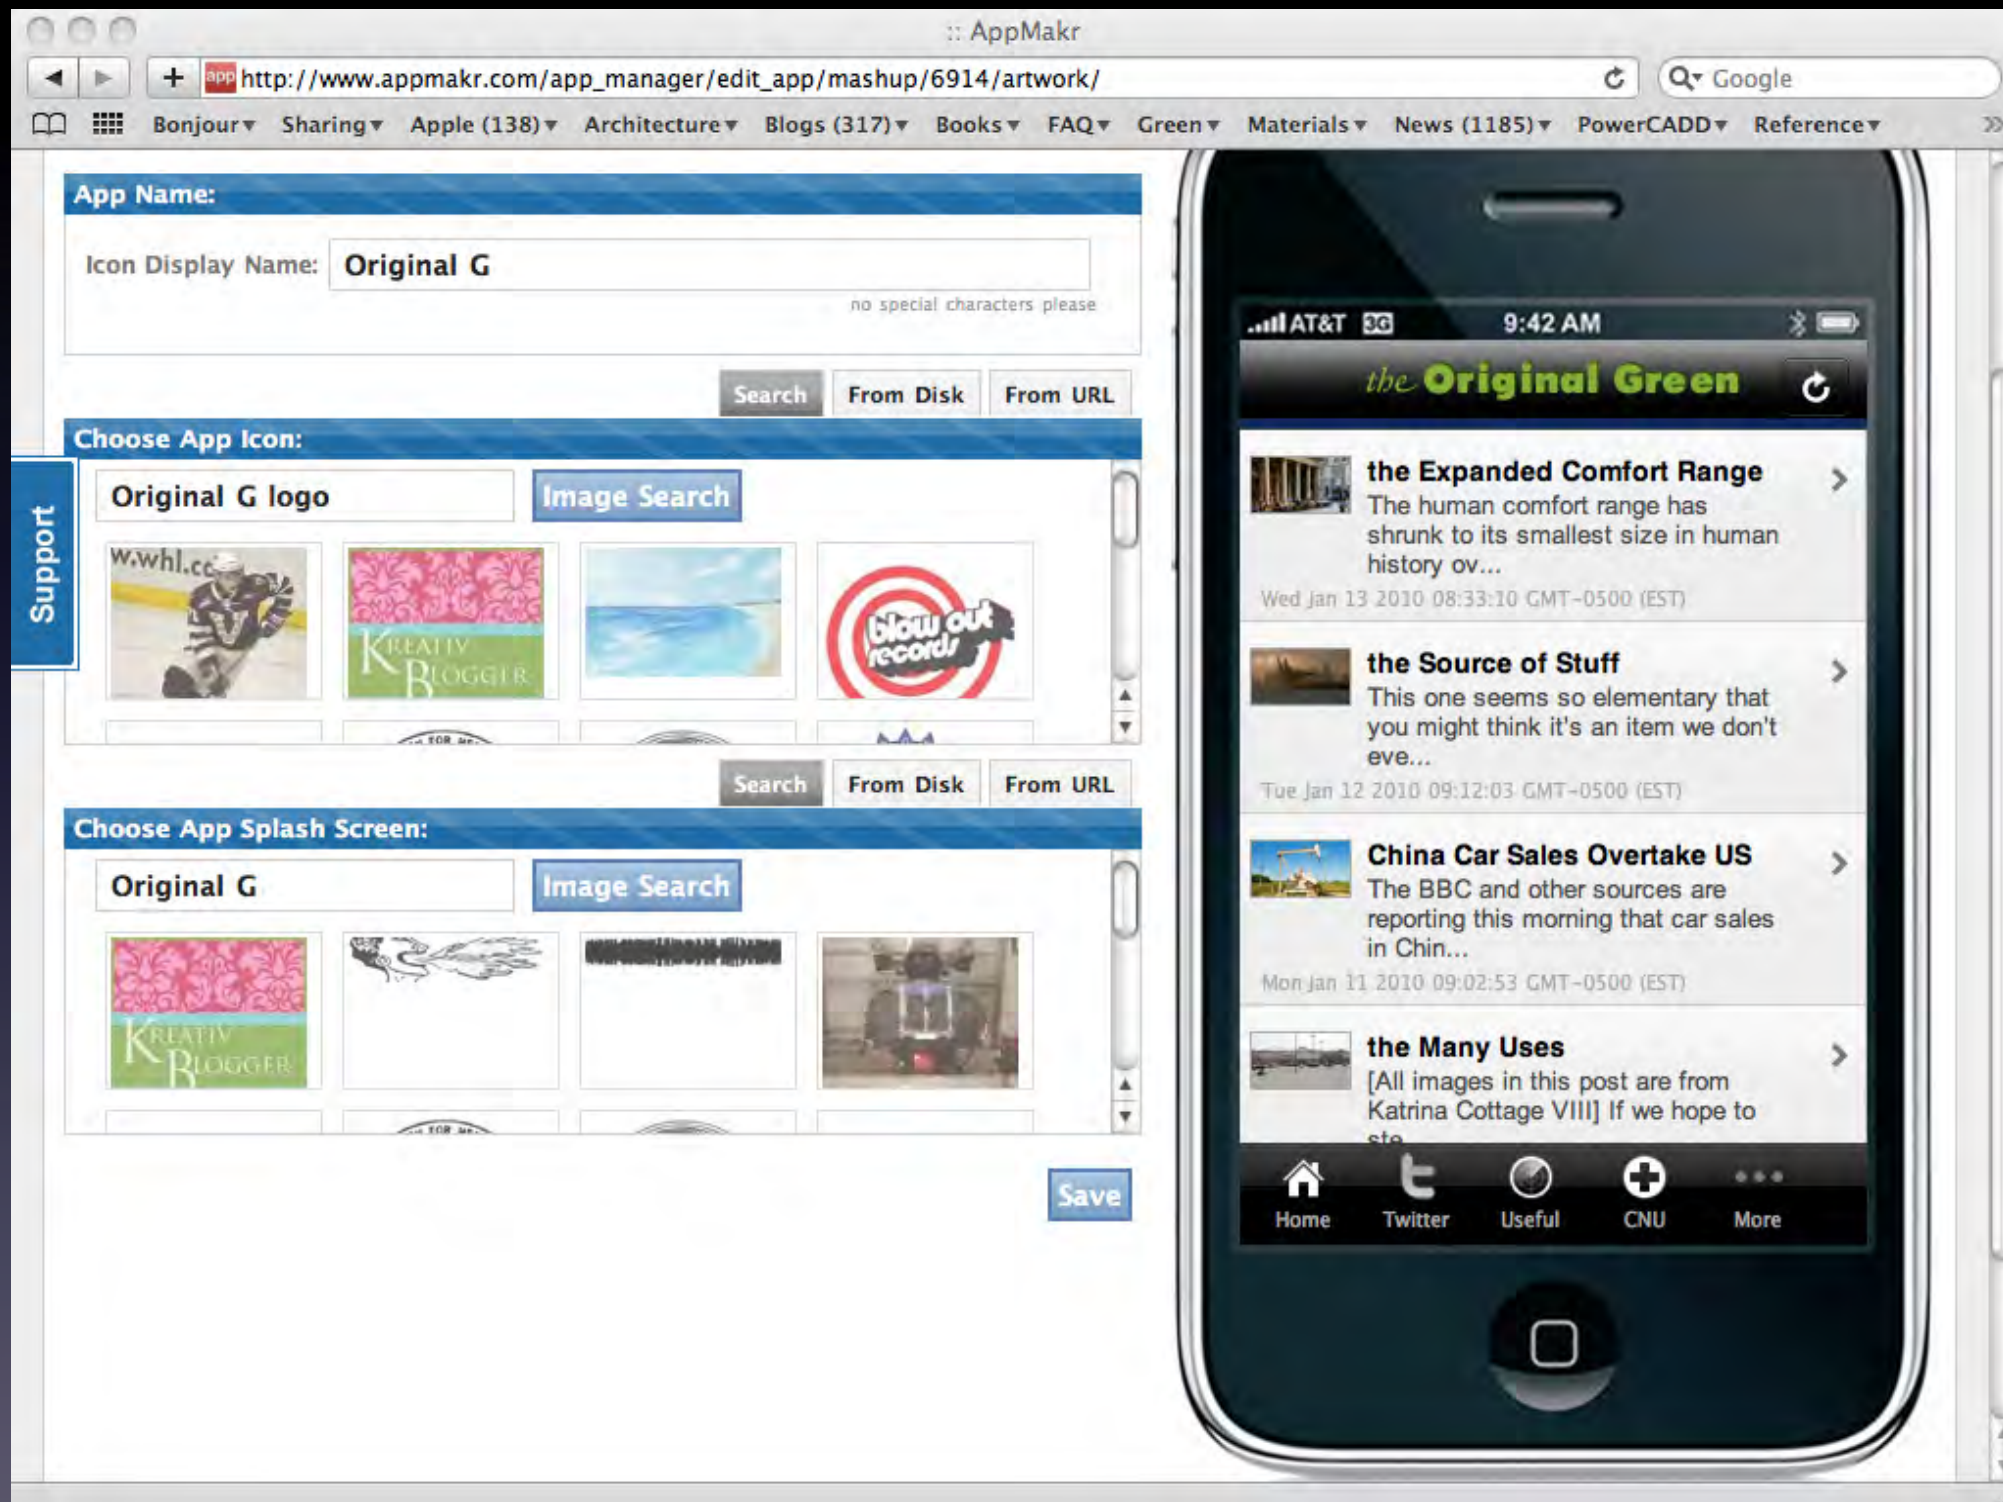 :: AppMakr
app http://www.appmakr.com/app_manager/edit_app/mashup/6914/artwork/
Google
Bonjour Sharing Apple (138) Architecture Blogs (317) Books FAQ Green Materials News (1185) PowerCADD Reference
App Name:
Icon Display Name: Original G
no special characters please
Search From Disk From URL
Choose App Icon:
Original G logo Image Search
Support
w.whl.c
KREATIV
BLOGGER
blow out
records
FOR
Search From Disk From URL
Choose App Splash Screen:
Original G Image Search
KREATIV
BLOGGER
FOR
Save
AT&T 3G 9:42 AM
the Original Green
the Expanded Comfort Range
The human comfort range has
shrunk to its smallest size in human
history ov...
Wed Jan 13 2010 08:33:10 GMT-0500 (EST)
the Source of Stuff
This one seems so elementary that
you might think it's an item we don't
eve...
Tue Jan 12 2010 09:12:03 GMT-0500 (EST)
China Car Sales Overtake US
The BBC and other sources are
reporting this morning that car sales
in Chin...
Mon Jan 11 2010 09:02:53 GMT-0500 (EST)
the Many Uses
[All images in this post are from
Katrina Cottage VIII] If we hope to
ste
Home Twitter Useful CNU More